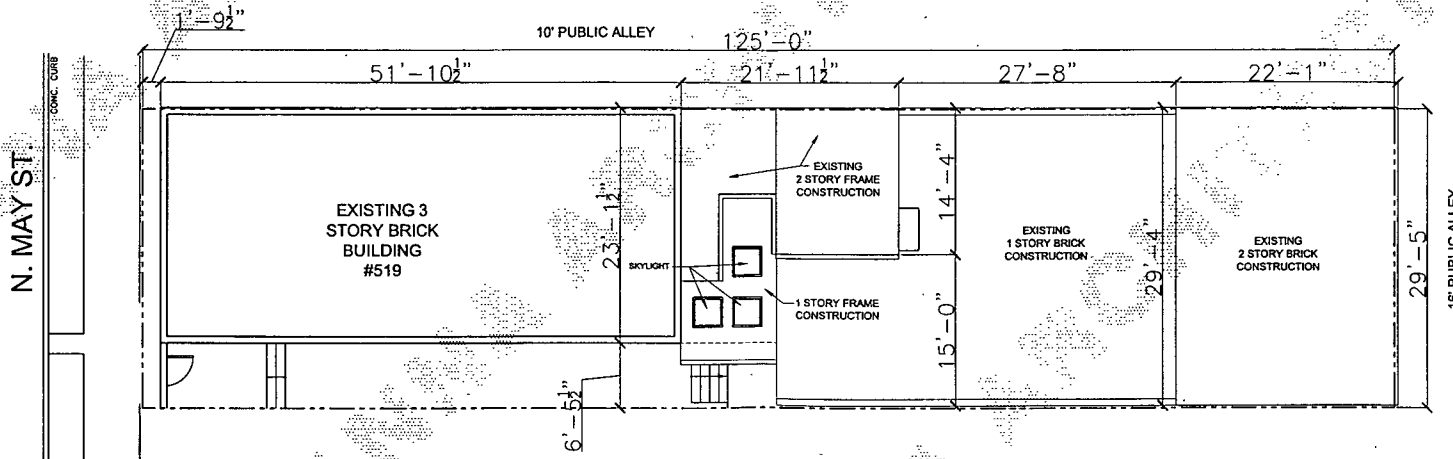 1'-9½"
10' PUBLIC ALLEY
125'-0"
51'-10½"
21'-11½"
27'-8"
22'-1"
CONC. CURB
N. MAY ST.
EXISTING 3
STORY BRICK
BUILDING
#519
23'-1½"
EXISTING
2 STORY FRAME
CONSTRUCTION
14'-4"
SKYLIGHT
1 STORY FRAME
CONSTRUCTION
15'-0"
EXISTING
1 STORY BRICK
CONSTRUCTION
29'-4"
EXISTING
2 STORY BRICK
CONSTRUCTION
29'-5"
PUBLIC ALLEY
6'-5½"